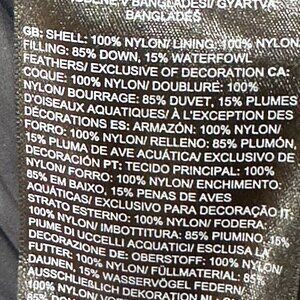 BANGLADESI/ GYÁRTVA
BANGLADES
GB: SHELL: 100% NYLON/ LINING: 100% NYLON
FILLING: 85% DOWN, 15% WATERFOWL
FEATHERS/ EXCLUSIVE OF DECORATION CA:
COQUE: 100% NYLON/ DOUBLURE: 100%
NYLON/ BOURRAGE: 85% DUVET, 15% PLUMES
D'OISEAUX AQUATIQUES/ À L'EXCEPTION DES
DÉCORATIONS ES: ARMAZÓN: 100% NYLON/
FORRO: 100% NYLON/ RELLENO: 85% PLUMÓN,
15% PLUMA DE AVE ACUÁTICA/ EXCLUSIVO DE
DECORACIÓN PT: TECIDO PRINCIPAL: 100%
NYLON/ FORRO: 100% NYLON/ ENCHIMENTO:
85% EM BAIXO, 15% PENAS DE AVES
AQUÁTICAS/ EXCLUSIVO PARA DECORAÇÃO IT:
STRATO ESTERNO: 100% NYLON/ FODERA:
100% NYLON/ IMBOTTITURA: 85% PIUMINO, 15%
PIUME DI UCCELLI ACQUATICI/ ESCLUSA LA
DECORAZIONE DE: OBERSTOFF: 100% NYLON/
FUTTER: 100% NYLON/ FÜLLMATERIAL: 85%
DAUNEN, 15% WASSERVÖGEL FEDERN/
AUSSCHLIEßLICH DEKORATION
100% NYLON/